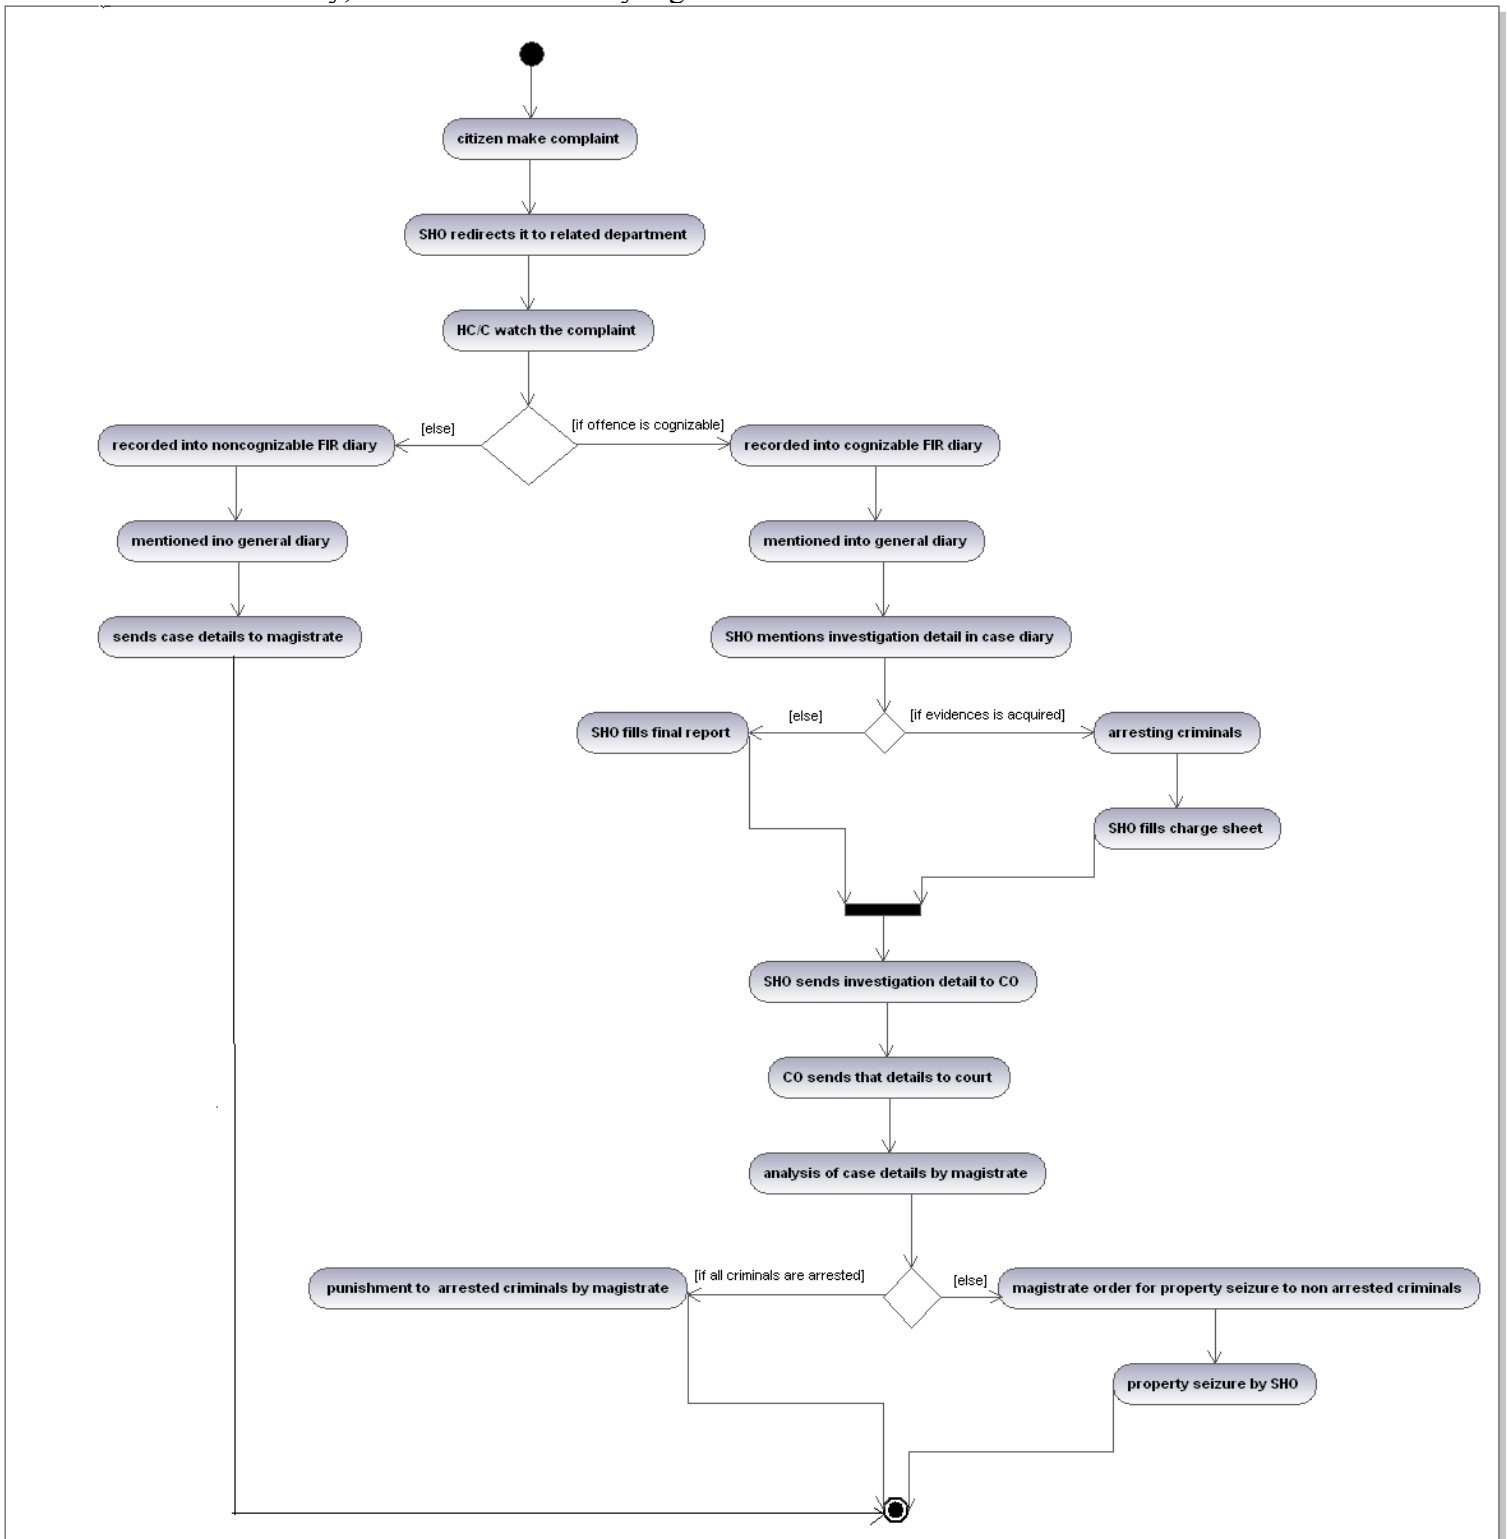 citizen make complaint
SHO redirects it to related department
HC/C watch the complaint
[else]
[if offence is cognizable]
recorded into noncognizable FIR diary
recorded into cognizable FIR diary
mentioned ino general diary
mentioned into general diary
sends case details to magistrate
SHO mentions investigation detail in case diary
[else]
[if evidences is acquired]
SHO fills final report
arresting criminals
SHO fills charge sheet
SHO sends investigation detail to CO
CO sends that details to court
analysis of case details by magistrate
[if all criminals are arrested]
[else]
punishment to arrested criminals by magistrate
magistrate order for property seizure to non arrested criminals
property seizure by SHO